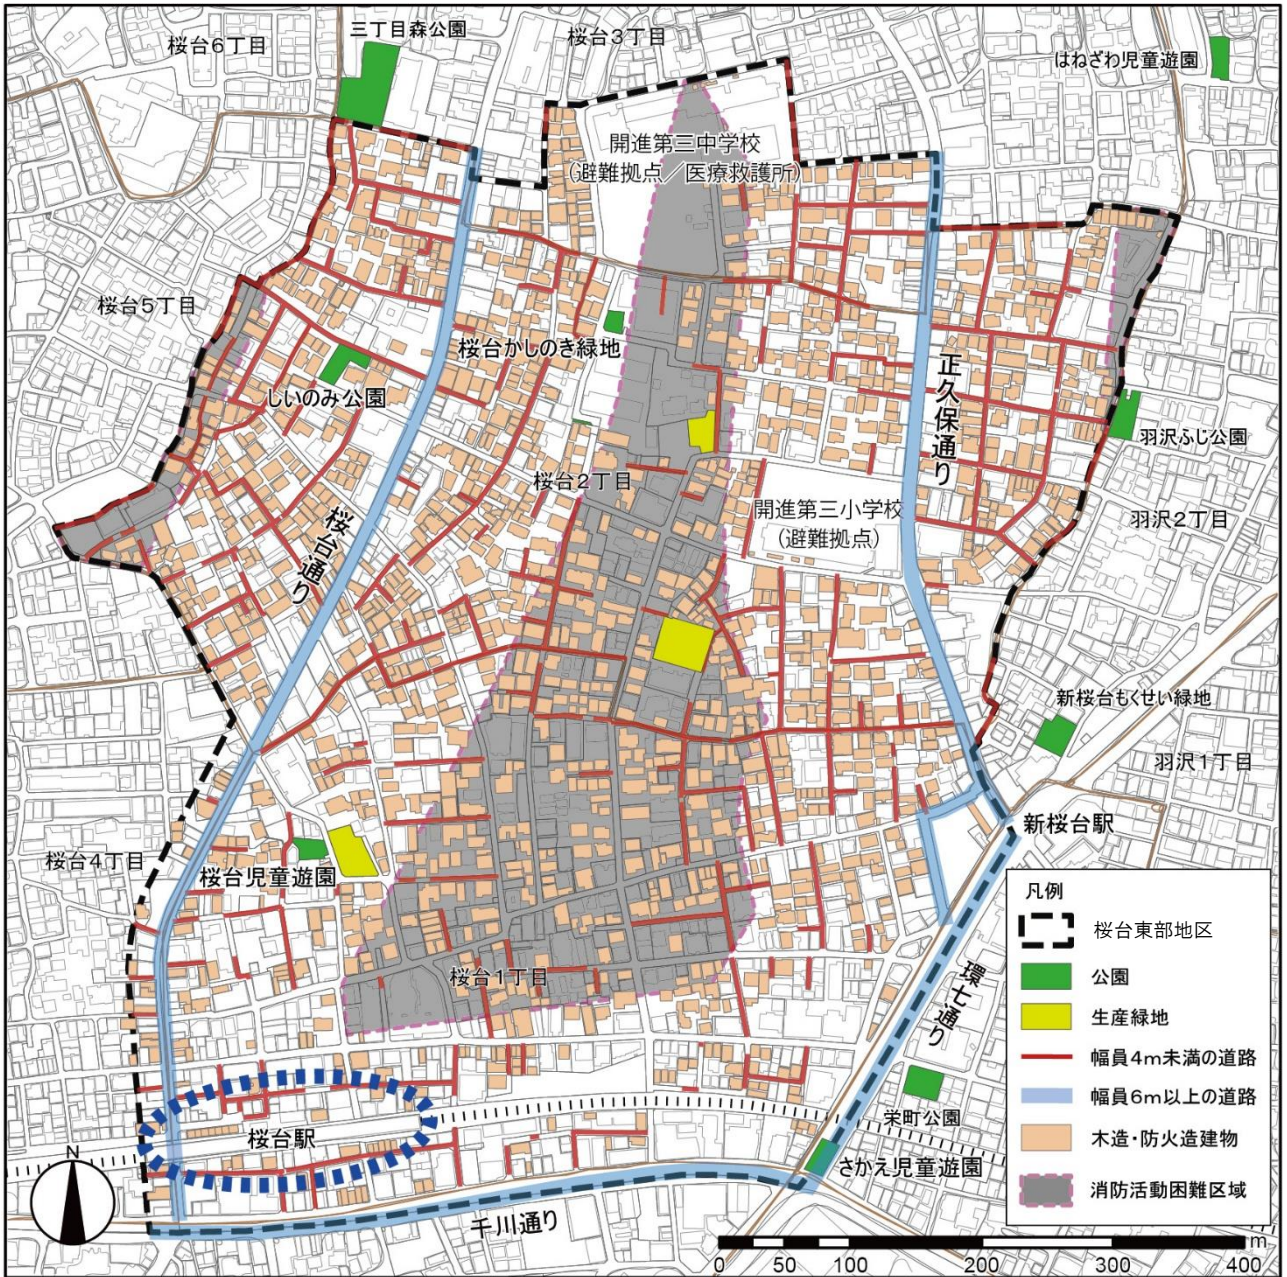 三丁目森公園
桜台6丁目
桜台3丁目
はねざわ児童遊園
開進第三中学校
(避難拠点／医療救護所)
桜台5丁目
桜台かしのき緑地
しいのみ公園
正久保通り
羽沢ふじ公園
桜台2丁目
開進第三小学校
(避難拠点)
羽沢2丁目
桜台通り
新桜台もくせい緑地
羽沢1丁目
新桜台駅
桜台4丁目
桜台児童遊園
桜台1丁目
環七通り
栄町公園
桜台駅
さかえ児童遊園
千川通り
N
凡例
桜台東部地区
公園
生産緑地
幅員4m未満の道路
幅員6m以上の道路
木造・防火造建物
消防活動困難区域
m
0 50 100 200 300 400